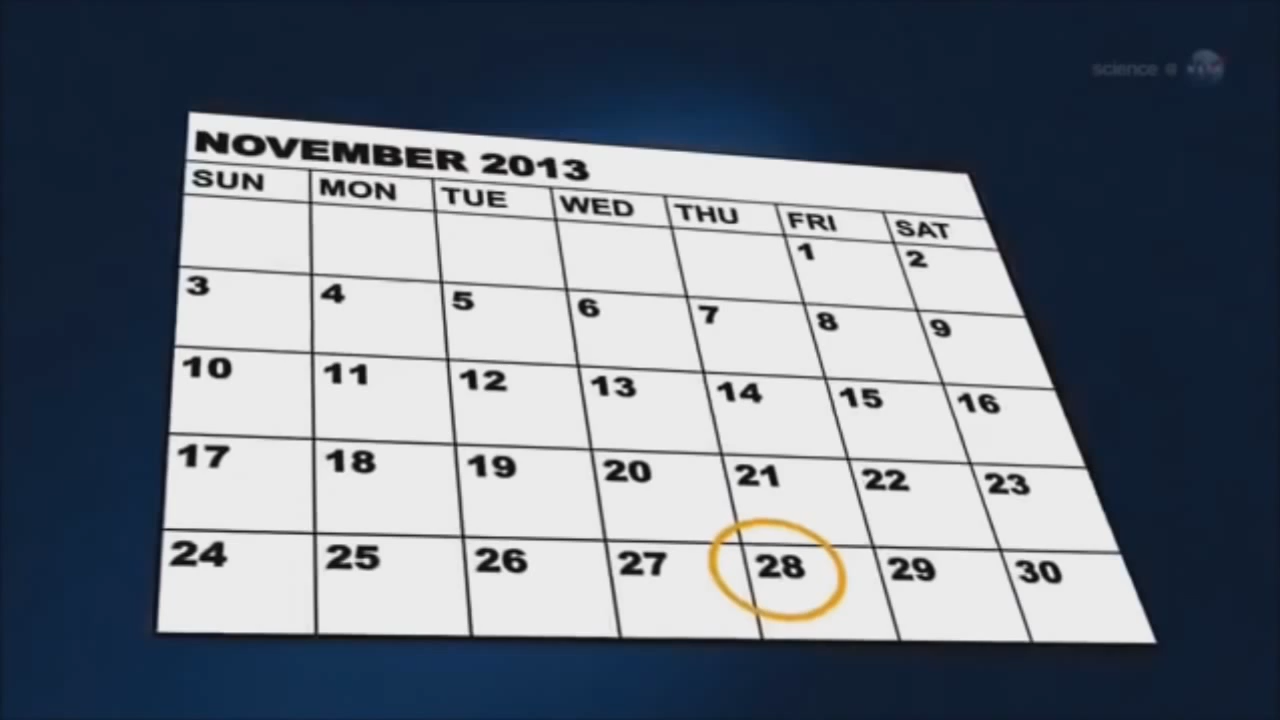 science @ NASA
NOVEMBER 2013
SUN MON TUE WED THU FRI SAT
1 2
3 4 5 6 7 8 9
10 11 12 13 14 15 16
17 18 19 20 21 22 23
24 25 26 27 28 29 30